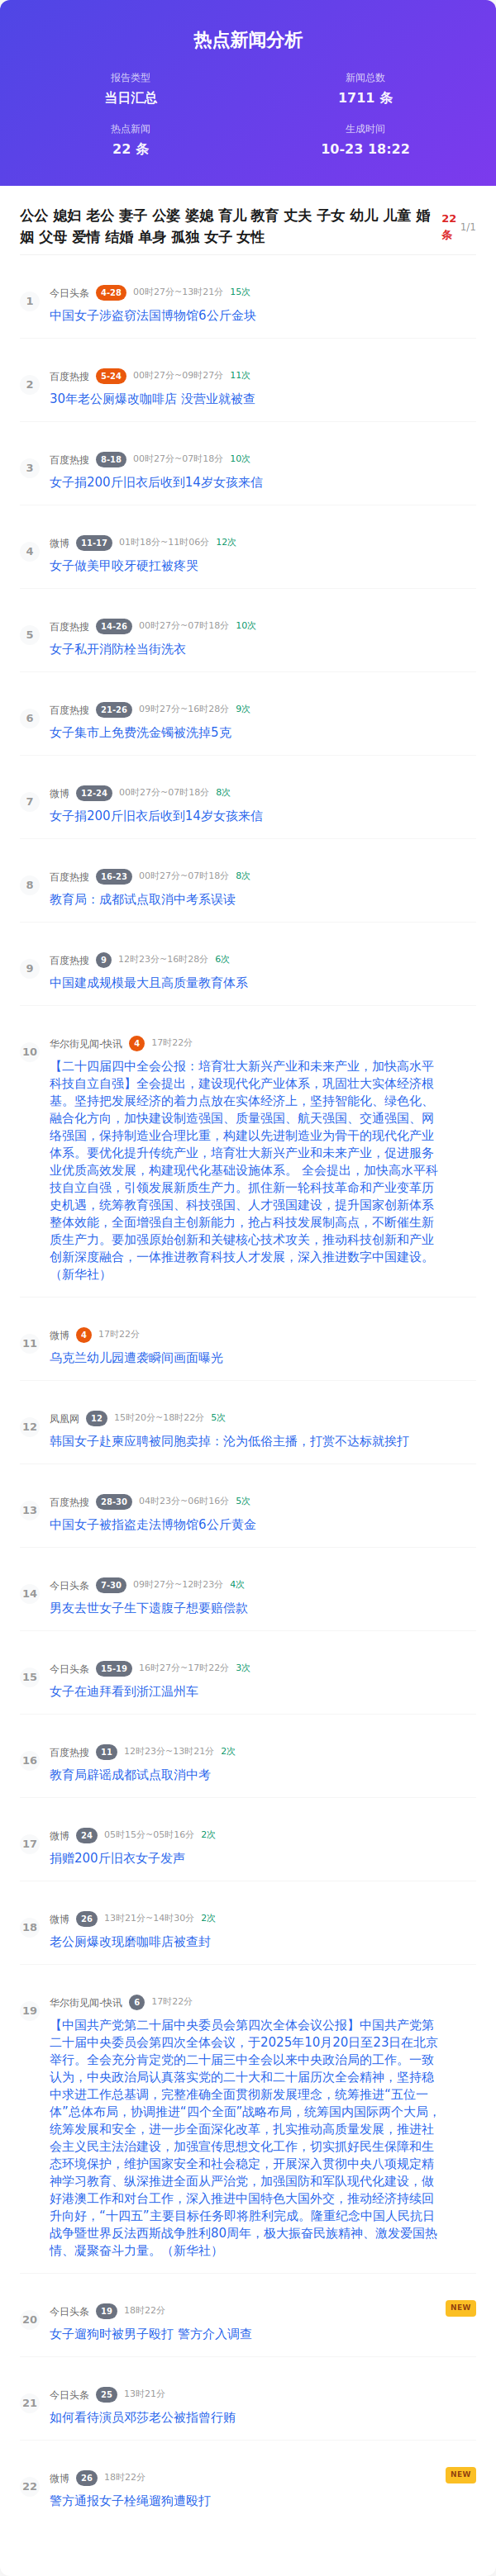 热点新闻分析
报告类型
当日汇总
新闻总数
1711 条
热点新闻
22 条
生成时间
10-23 18:22
公公 媳妇 老公 妻子 公婆 婆媳 育儿 教育 丈夫 子女 幼儿 儿童 婚
姻 父母 爱情 结婚 单身 孤独 女子 女性
22
条
1/1
1
今日头条 4-28 00时27分~13时21分 15次
中国女子涉盗窃法国博物馆6公斤金块
2
百度热搜 5-24 00时27分~09时27分 11次
30年老公厕爆改咖啡店 没营业就被查
3
百度热搜 8-18 00时27分~07时18分 10次
女子捐200斤旧衣后收到14岁女孩来信
4
微博 11-17 01时18分~11时06分 12次
女子做美甲咬牙硬扛被疼哭
5
百度热搜 14-26 00时27分~07时18分 10次
女子私开消防栓当街洗衣
6
百度热搜 21-26 09时27分~16时28分 9次
女子集市上免费洗金镯被洗掉5克
7
微博 12-24 00时27分~07时18分 8次
女子捐200斤旧衣后收到14岁女孩来信
8
百度热搜 16-23 00时27分~07时18分 8次
教育局：成都试点取消中考系误读
9
百度热搜 9 12时23分~16时28分 6次
中国建成规模最大且高质量教育体系
10
华尔街见闻-快讯 4 17时22分
【二十四届四中全会公报：培育壮大新兴产业和未来产业，加快高水平
科技自立自强】全会提出，建设现代化产业体系，巩固壮大实体经济根
基。坚持把发展经济的着力点放在实体经济上，坚持智能化、绿色化、
融合化方向，加快建设制造强国、质量强国、航天强国、交通强国、网
络强国，保持制造业合理比重，构建以先进制造业为骨干的现代化产业
体系。要优化提升传统产业，培育壮大新兴产业和未来产业，促进服务
业优质高效发展，构建现代化基础设施体系。 全会提出，加快高水平科
技自立自强，引领发展新质生产力。抓住新一轮科技革命和产业变革历
史机遇，统筹教育强国、科技强国、人才强国建设，提升国家创新体系
整体效能，全面增强自主创新能力，抢占科技发展制高点，不断催生新
质生产力。要加强原始创新和关键核心技术攻关，推动科技创新和产业
创新深度融合，一体推进教育科技人才发展，深入推进数字中国建设。
（新华社）
11
微博 4 17时22分
乌克兰幼儿园遭袭瞬间画面曝光
12
凤凰网 12 15时20分~18时22分 5次
韩国女子赴柬应聘被同胞卖掉：沦为低俗主播，打赏不达标就挨打
13
百度热搜 28-30 04时23分~06时16分 5次
中国女子被指盗走法博物馆6公斤黄金
14
今日头条 7-30 09时27分~12时23分 4次
男友去世女子生下遗腹子想要赔偿款
15
今日头条 15-19 16时27分~17时22分 3次
女子在迪拜看到浙江温州车
16
百度热搜 11 12时23分~13时21分 2次
教育局辟谣成都试点取消中考
17
微博 24 05时15分~05时16分 2次
捐赠200斤旧衣女子发声
18
微博 26 13时21分~14时30分 2次
老公厕爆改现磨咖啡店被查封
19
华尔街见闻-快讯 6 17时22分
【中国共产党第二十届中央委员会第四次全体会议公报】中国共产党第
二十届中央委员会第四次全体会议，于2025年10月20日至23日在北京
举行。全会充分肯定党的二十届三中全会以来中央政治局的工作。一致
认为，中央政治局认真落实党的二十大和二十届历次全会精神，坚持稳
中求进工作总基调，完整准确全面贯彻新发展理念，统筹推进“五位一
体”总体布局，协调推进“四个全面”战略布局，统筹国内国际两个大局，
统筹发展和安全，进一步全面深化改革，扎实推动高质量发展，推进社
会主义民主法治建设，加强宣传思想文化工作，切实抓好民生保障和生
态环境保护，维护国家安全和社会稳定，开展深入贯彻中央八项规定精
神学习教育、纵深推进全面从严治党，加强国防和军队现代化建设，做
好港澳工作和对台工作，深入推进中国特色大国外交，推动经济持续回
升向好，“十四五”主要目标任务即将胜利完成。隆重纪念中国人民抗日
战争暨世界反法西斯战争胜利80周年，极大振奋民族精神、激发爱国热
情、凝聚奋斗力量。（新华社）
20
今日头条 19 18时22分
NEW
女子遛狗时被男子殴打 警方介入调查
21
今日头条 25 13时21分
如何看待演员邓莎老公被指曾行贿
22
微博 26 18时22分
NEW
警方通报女子栓绳遛狗遭殴打